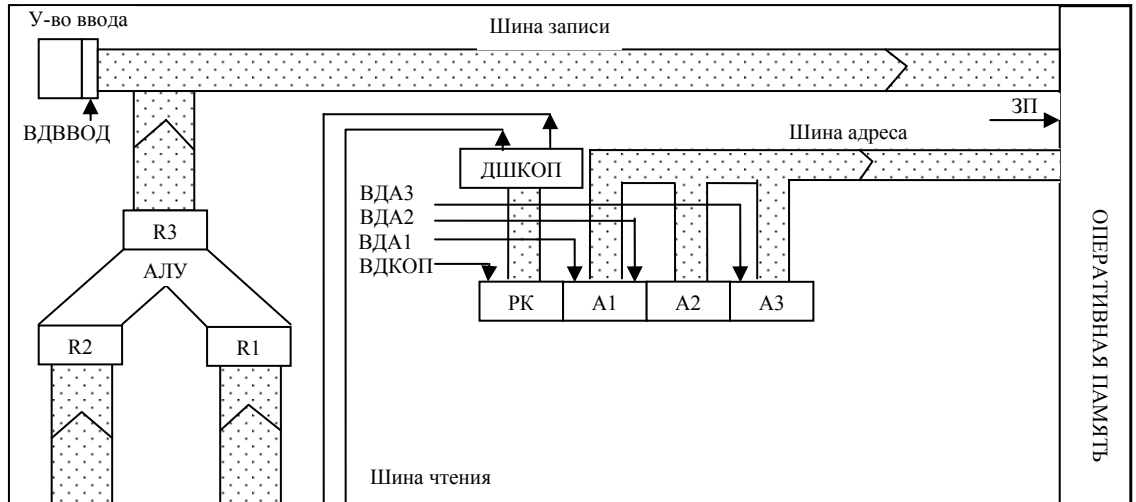 У-во ввода
Шина записи
ВДВВОД
ЗП
Шина адреса
ДШКОП
ВДА3
ВДА2
ВДА1
ВДКОП
R3
АЛУ
РК
А1
А2
А3
R2
R1
Шина чтения
ОПЕРАТИВНАЯ ПАМЯТЬ